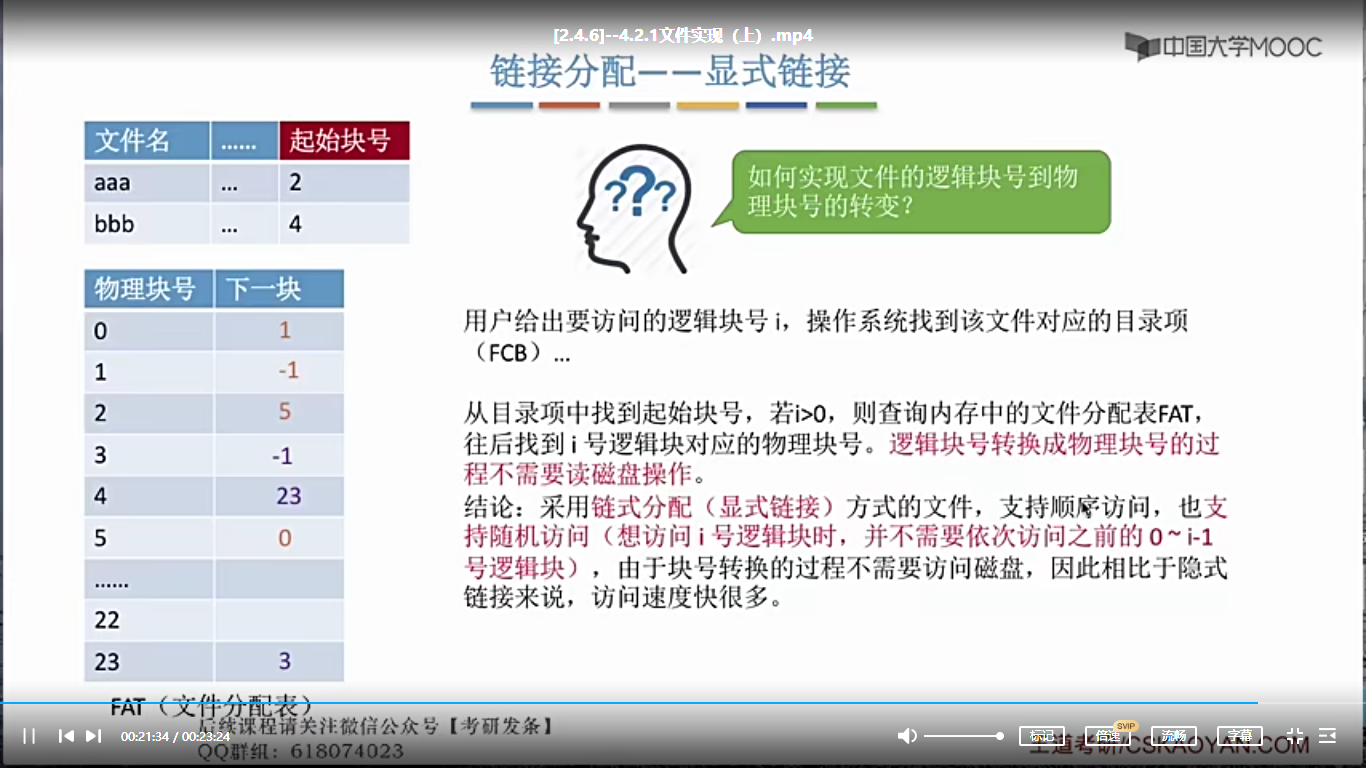 [2.4.6]--4.2.1文件实现（上）.mp4
中国大学MOOC
链接分配——显式链接
文件名 …… 起始块号
aaa ... 2
bbb ... 4
如何实现文件的逻辑块号到物
理块号的转变？
物理块号 下一块
0 1
1 -1
2 5
3 -1
4 23
5 0
……
22
23 3
FAT（文件分配表）
用户给出要访问的逻辑块号 i，操作系统找到该文件对应的目录项
（FCB）…
从目录项中找到起始块号，若i>0，则查询内存中的文件分配表FAT，
往后找到 i 号逻辑块对应的物理块号。逻辑块号转换成物理块号的过
程不需要读磁盘操作。
结论：采用链式分配（显式链接）方式的文件，支持顺序访问，也支
持随机访问（想访问 i 号逻辑块时，并不需要依次访问之前的 0 ~ i-1
号逻辑块），由于块号转换的过程不需要访问磁盘，因此相比于隐式
链接来说，访问速度快很多。
后续课程请关注微信公众号【考研发条】
QQ群组：618074023
00:21:34 / 00:23:24
标记 倍速 SVIP 流畅 字幕
王道考研/CSKAOYAN.COM